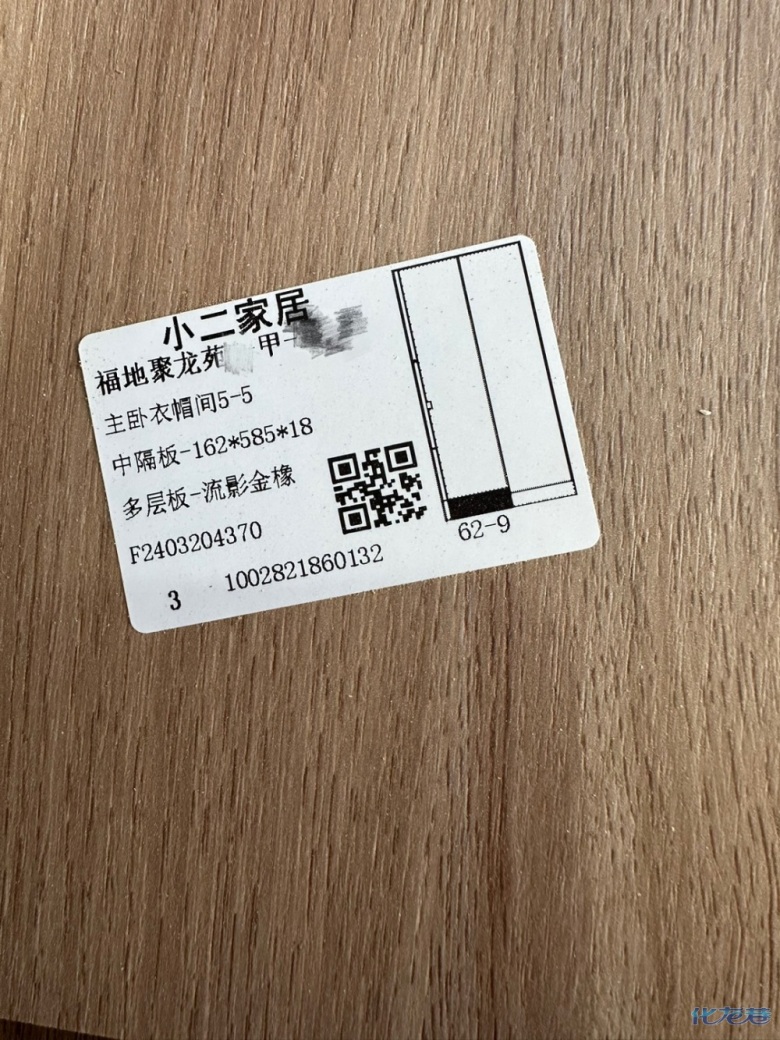 小二家居
福地聚龙苑 甲-
主卧衣帽间5-5
中隔板-162*585*18
多层板-流影金橡
F2403204370
3 1002821860132
62-9
化龙巷